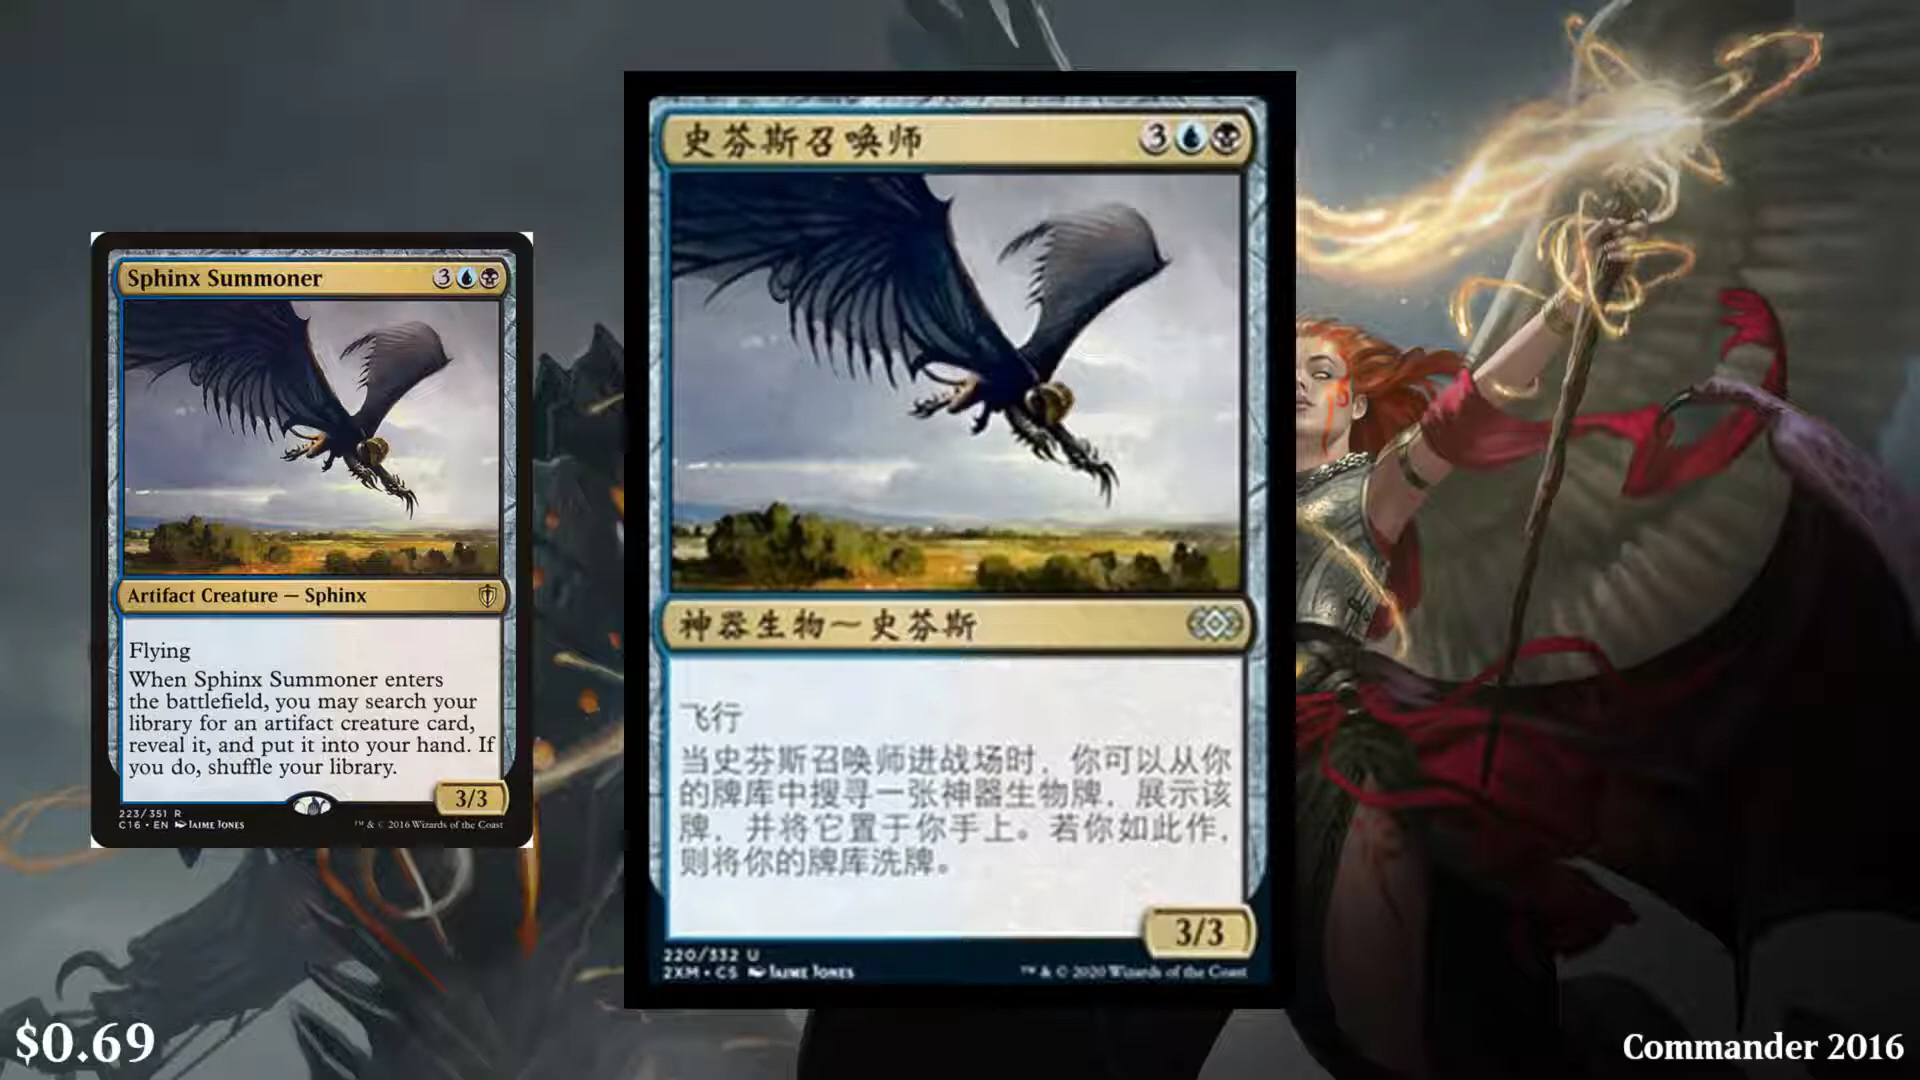 Sphinx Summoner
3
Artifact Creature — Sphinx
Flying
When Sphinx Summoner enters
the battlefield, you may search your
library for an artifact creature card,
reveal it, and put it into your hand. If
you do, shuffle your library.
3/3
223/351 R
C16 • EN JAIME JONES
™ & © 2016 Wizards of the Coast
史芬斯召唤师
3
神器生物～史芬斯
飞行
当史芬斯召唤师进战场时，你可以从你
的牌库中搜寻一张神器生物牌，展示该
牌，并将它置于你手上。若你如此作，
则将你的牌库洗牌。
3/3
220/332 U
2XM • CS JAIME JONES
™ & © 2020 Wizards of the Coast
$0.69
Commander 2016